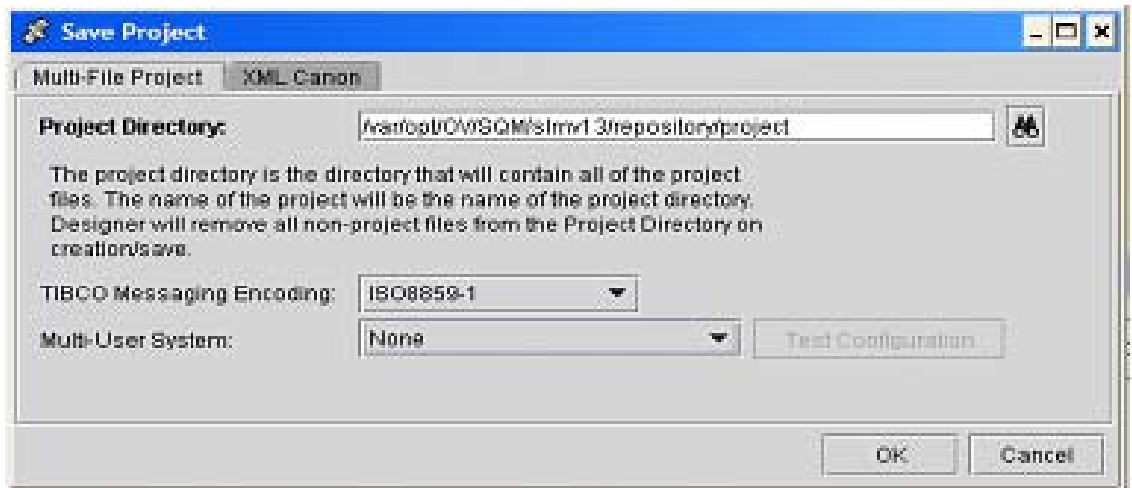 Save Project
Multi-File Project XML Canon
Project Directory: /var/opt/OV/SQM/slmv13/repository/project
The project directory is the directory that will contain all of the project
files. The name of the project will be the name of the project directory.
Designer will remove all non-project files from the Project Directory on
creation/save.
TIBCO Messaging Encoding: ISO8859-1
Multi-User System: None Test Configuration
OK Cancel